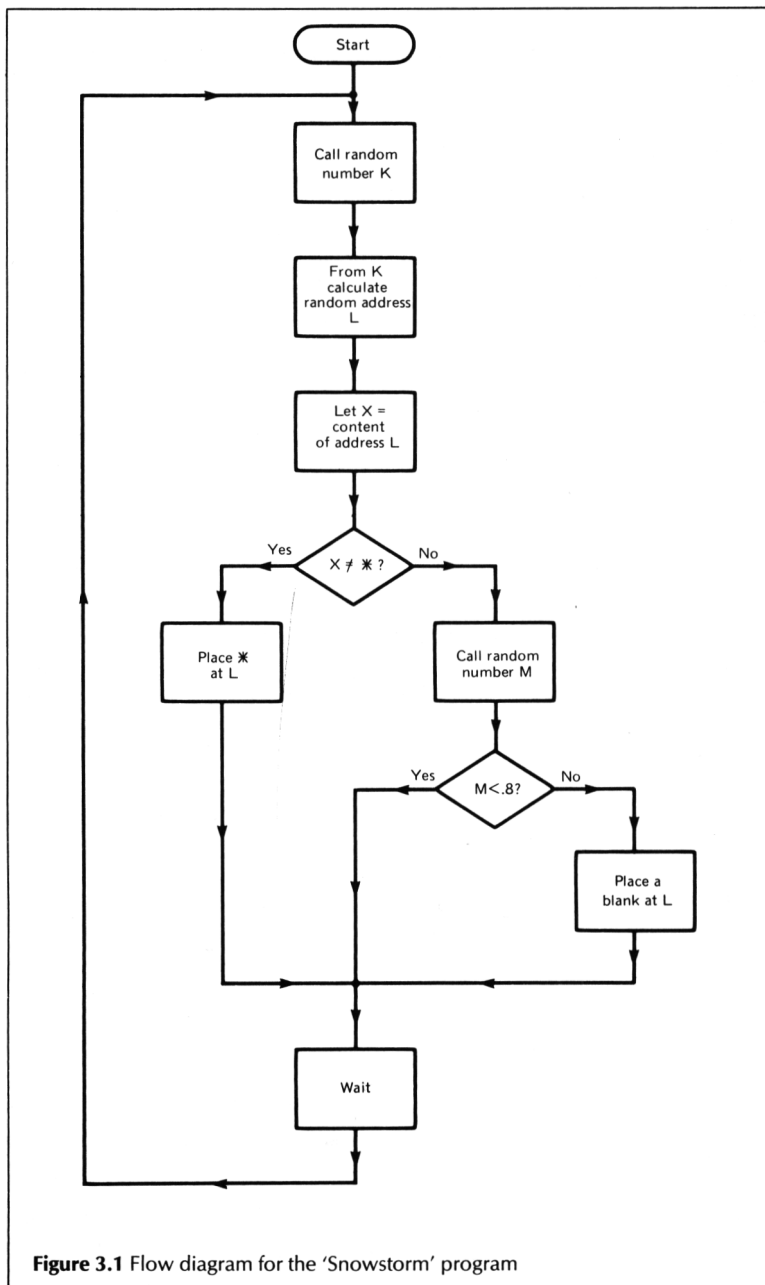 Start
Call random
number K
From K
calculate
random address
L
Let X =
content
of address L
Yes
X ≠ * ?
No
Place *
at L
Call random
number M
Yes
M<.8?
No
Place a
blank at L
Wait
Figure 3.1 Flow diagram for the ‘Snowstorm’ program